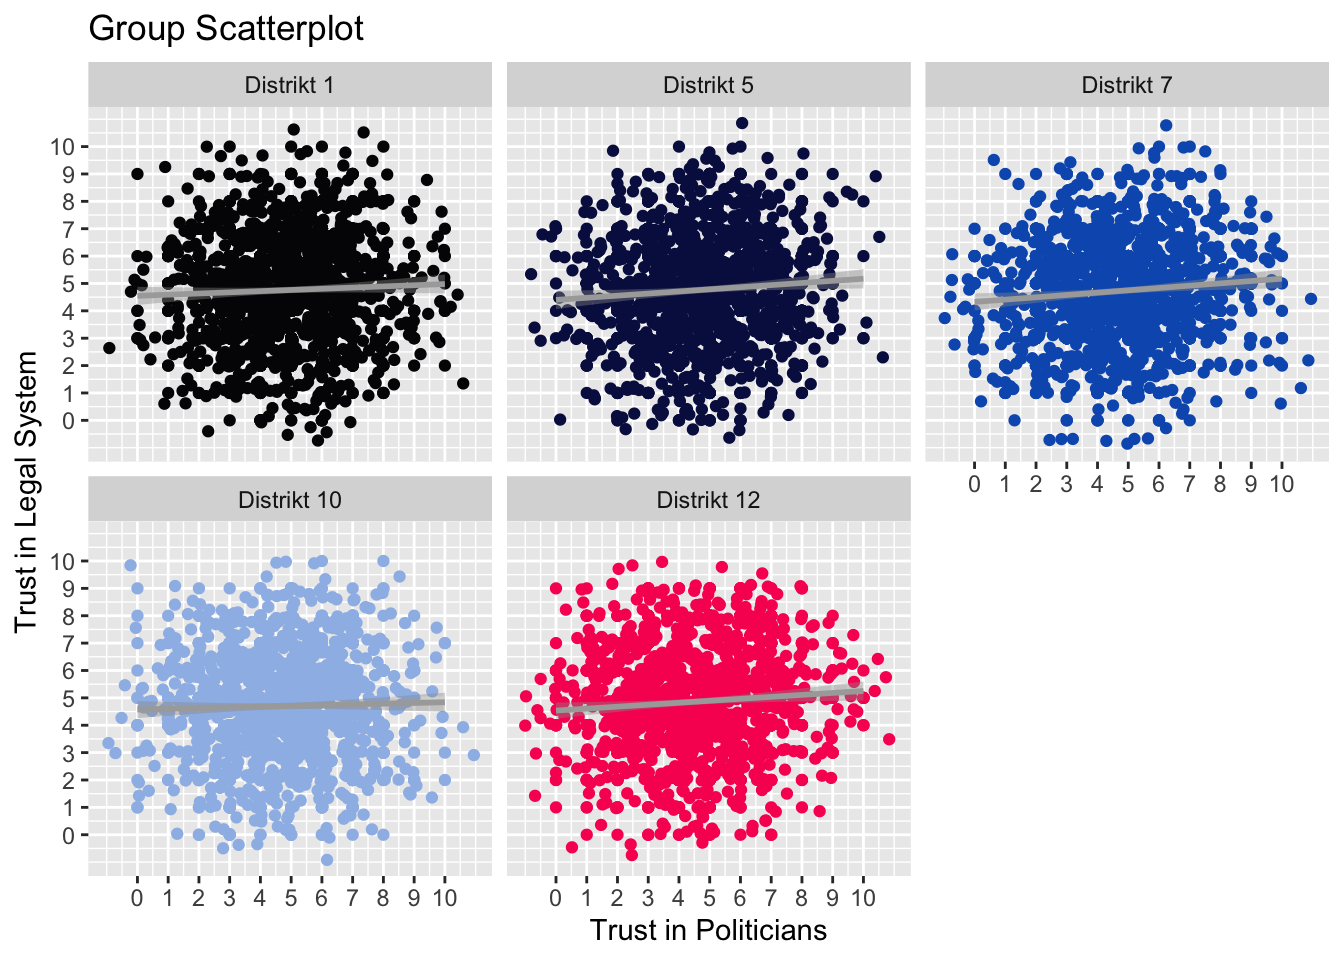 Group Scatterplot
Distrikt 1
Distrikt 5
Distrikt 7
10
9
8
7
6
5
4
3
2
1
0
0 1 2 3 4 5 6 7 8 9 10
Trust in Legal System
Distrikt 10
Distrikt 12
10
9
8
7
6
5
4
3
2
1
0
0 1 2 3 4 5 6 7 8 9 10
0 1 2 3 4 5 6 7 8 9 10
Trust in Politicians